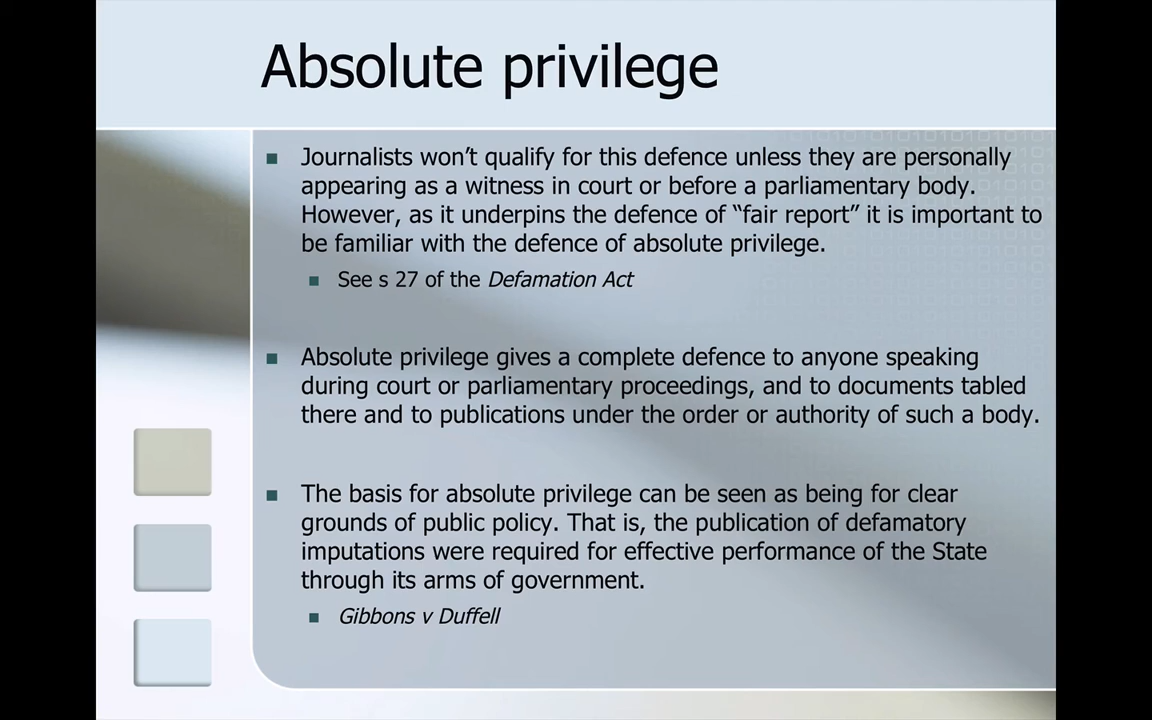 Absolute privilege
Journalists won’t qualify for this defence unless they are personally
appearing as a witness in court or before a parliamentary body.
However, as it underpins the defence of “fair report” it is important to
be familiar with the defence of absolute privilege.
See s 27 of the Defamation Act
Absolute privilege gives a complete defence to anyone speaking
during court or parliamentary proceedings, and to documents tabled
there and to publications under the order or authority of such a body.
The basis for absolute privilege can be seen as being for clear
grounds of public policy. That is, the publication of defamatory
imputations were required for effective performance of the State
through its arms of government.
Gibbons v Duffell